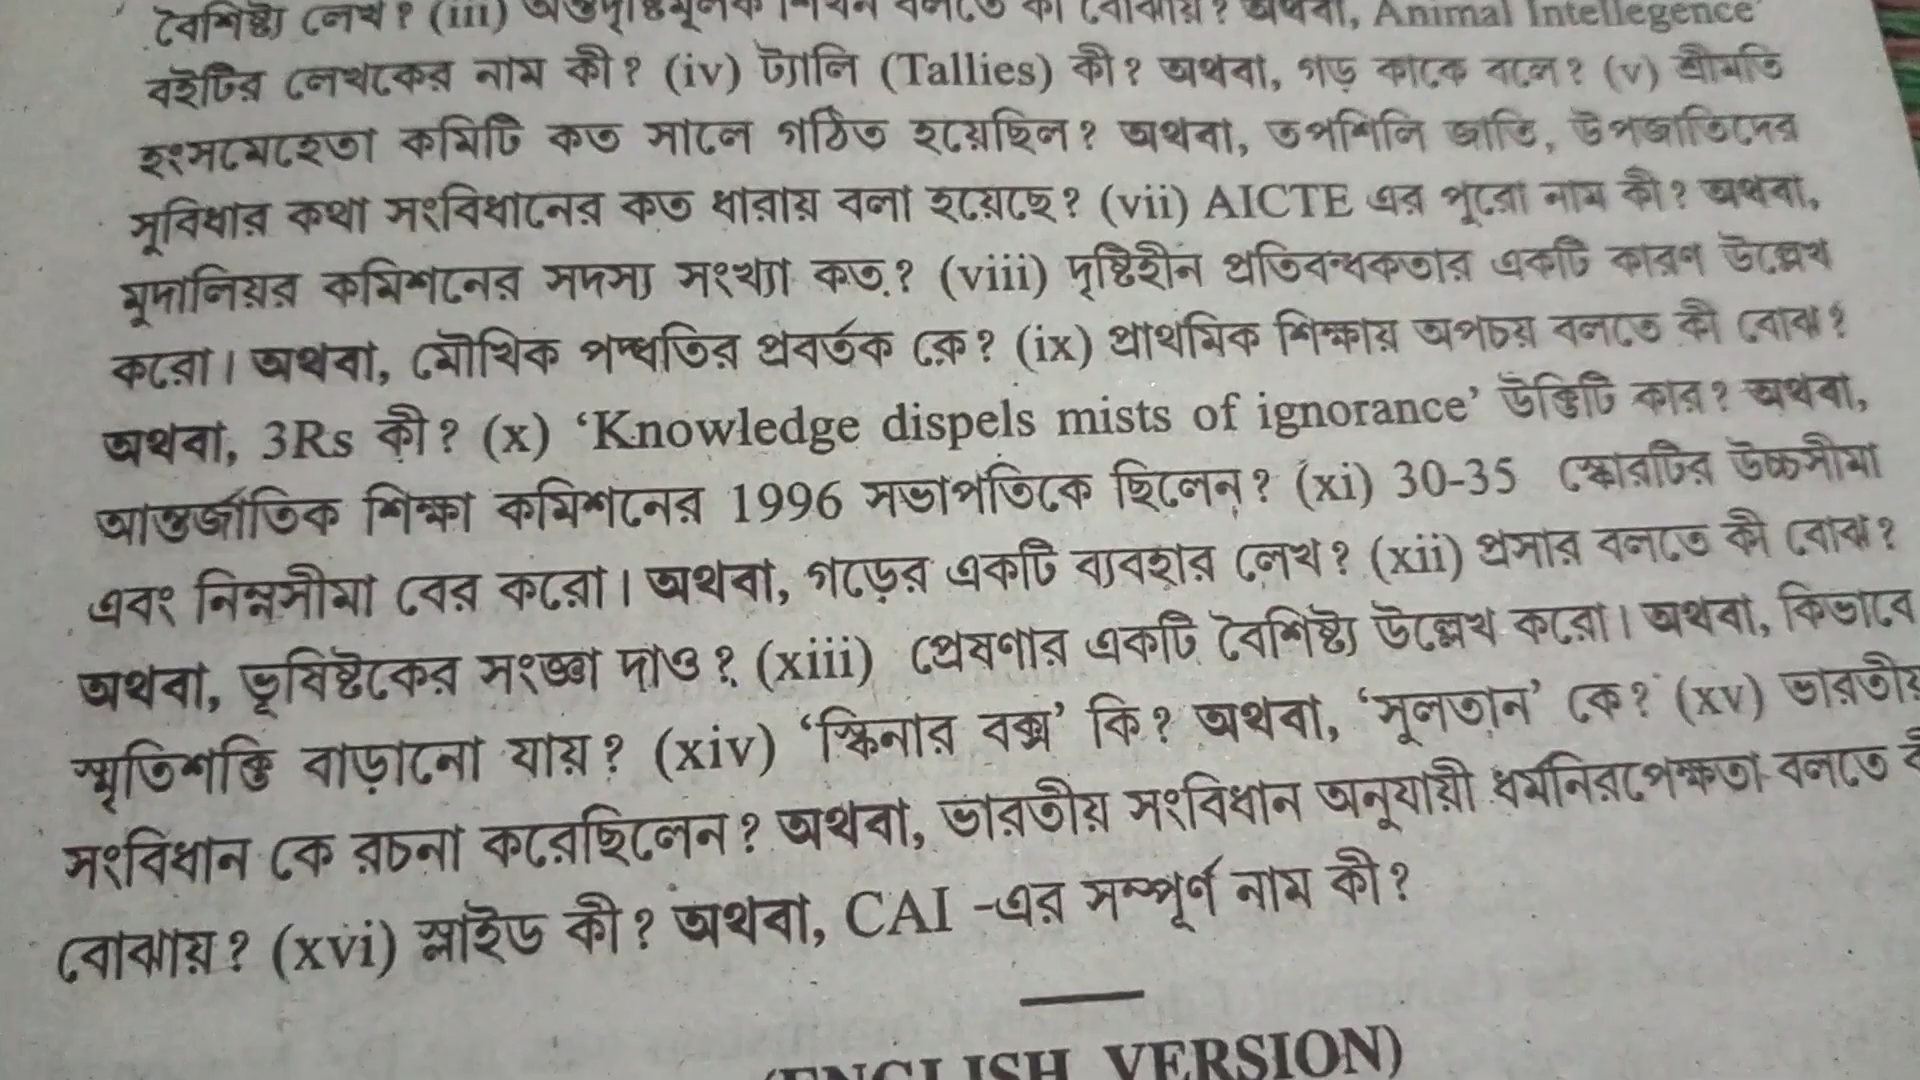 বৈশিষ্ট্য লেখ? (iii) অন্তর্দৃষ্টিমূলক শিখন বলতে কী বোঝায়? অথবা, Animal Intellegence
বইটির লেখকের নাম কী? (iv) ট্যালি (Tallies) কী? অথবা, গড় কাকে বলে? (v) শ্রীমতি
হংসমেহেতা কমিটি কত সালে গঠিত হয়েছিল? অথবা, তপশিলি জাতি, উপজাতিদের
সুবিধার কথা সংবিধানের কত ধারায় বলা হয়েছে? (vii) AICTE এর পুরো নাম কী? অথবা,
মুদালিয়র কমিশনের সদস্য সংখ্যা কত? (viii) দৃষ্টিহীন প্রতিবন্ধকতার একটি কারণ উল্লেখ
করো। অথবা, মৌখিক পদ্ধতির প্রবর্তক কে? (ix) প্রাথমিক শিক্ষায় অপচয় বলতে কী বোঝ?
অথবা, 3Rs কী? (x) ‘Knowledge dispels mists of ignorance’ উক্তিটি কার? অথবা,
আন্তর্জাতিক শিক্ষা কমিশনের 1996 সভাপতিকে ছিলেন? (xi) 30-35 স্কোরটির উচ্চসীমা
এবং নিম্নসীমা বের করো। অথবা, গড়ের একটি ব্যবহার লেখ? (xii) প্রসার বলতে কী বোঝ?
অথবা, ভূষিষ্টকের সংজ্ঞা দাও? (xiii) প্রেষণার একটি বৈশিষ্ট্য উল্লেখ করো। অথবা, কিভাবে
স্মৃতিশক্তি বাড়ানো যায়? (xiv) ‘স্কিনার বক্স’ কি? অথবা, ‘সুলতান’ কে? (xv) ভারতীয়
সংবিধান কে রচনা করেছিলেন? অথবা, ভারতীয় সংবিধান অনুযায়ী ধর্মনিরপেক্ষতা বলতে
বোঝায়? (xvi) স্লাইড কী? অথবা, CAI -এর সম্পূর্ণ নাম কী?
(ENGLISH VERSION)